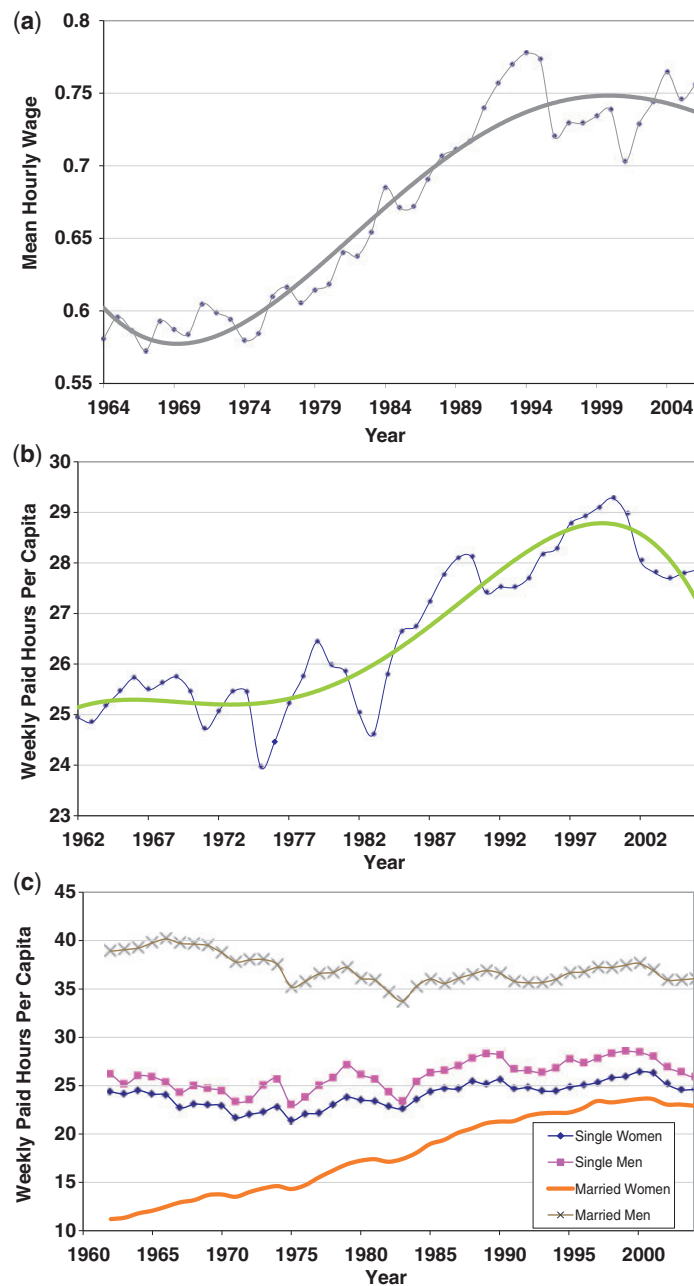 (a)
0.8
0.75
0.7
0.65
0.6
0.55
Mean Hourly Wage
1964 1969 1974 1979 1984 1989 1994 1999 2004
Year
(b)
30
29
28
27
26
25
24
23
Weekly Paid Hours Per Capita
1962 1967 1972 1977 1982 1987 1992 1997 2002
Year
(c)
45
40
35
30
25
20
15
10
Weekly Paid Hours Per Capita
Single Women
Single Men
Married Women
Married Men
1960 1965 1970 1975 1980 1985 1990 1995 2000
Year